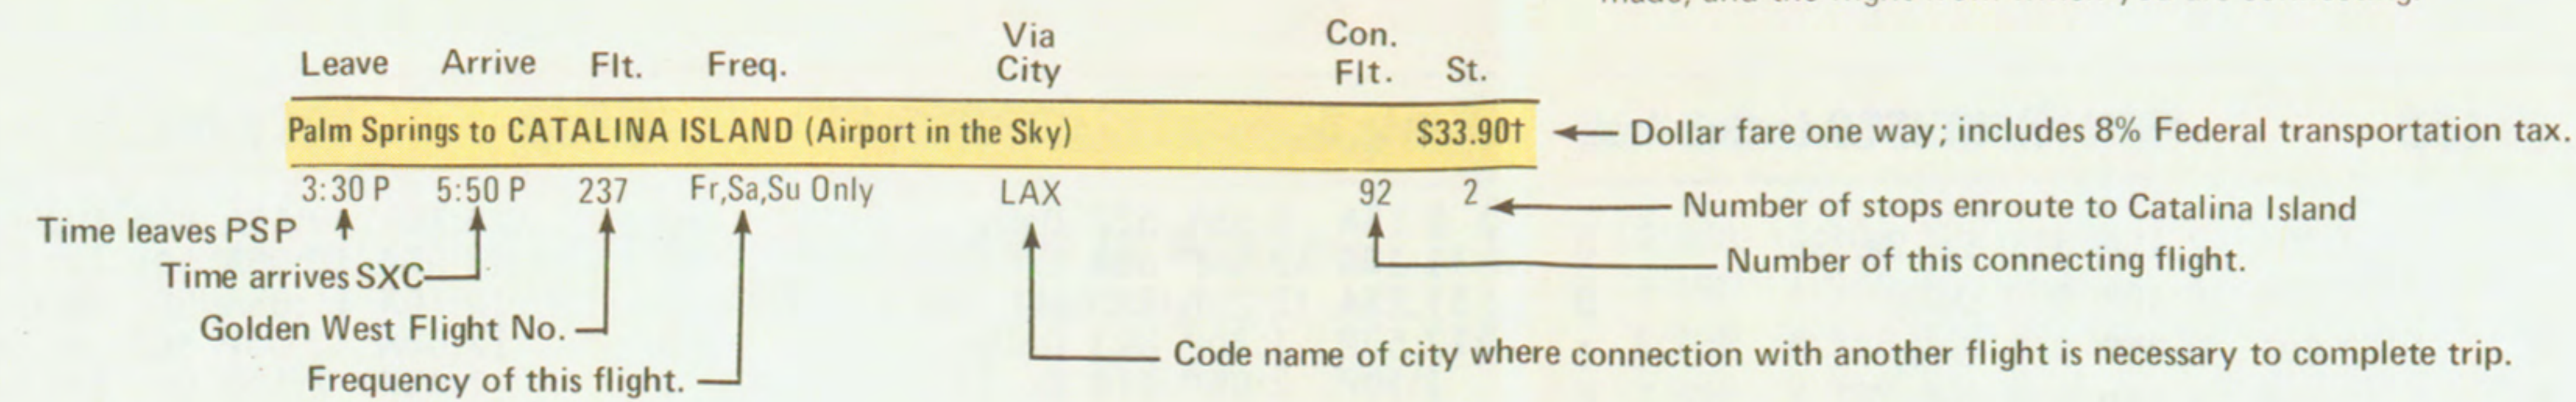 Leave Arrive Flt. Freq. Via City Con. Flt. St.
Palm Springs to CATALINA ISLAND (Airport in the Sky) $33.90† Dollar fare one way; includes 8% Federal transportation tax.
3:30 P 5:50 P 237 Fr,Sa,Su Only LAX 92 2 Number of stops enroute to Catalina Island
Time leaves PSP
Time arrives SXC Number of this connecting flight.
Golden West Flight No.
Code name of city where connection with another flight is necessary to complete trip.
Frequency of this flight.